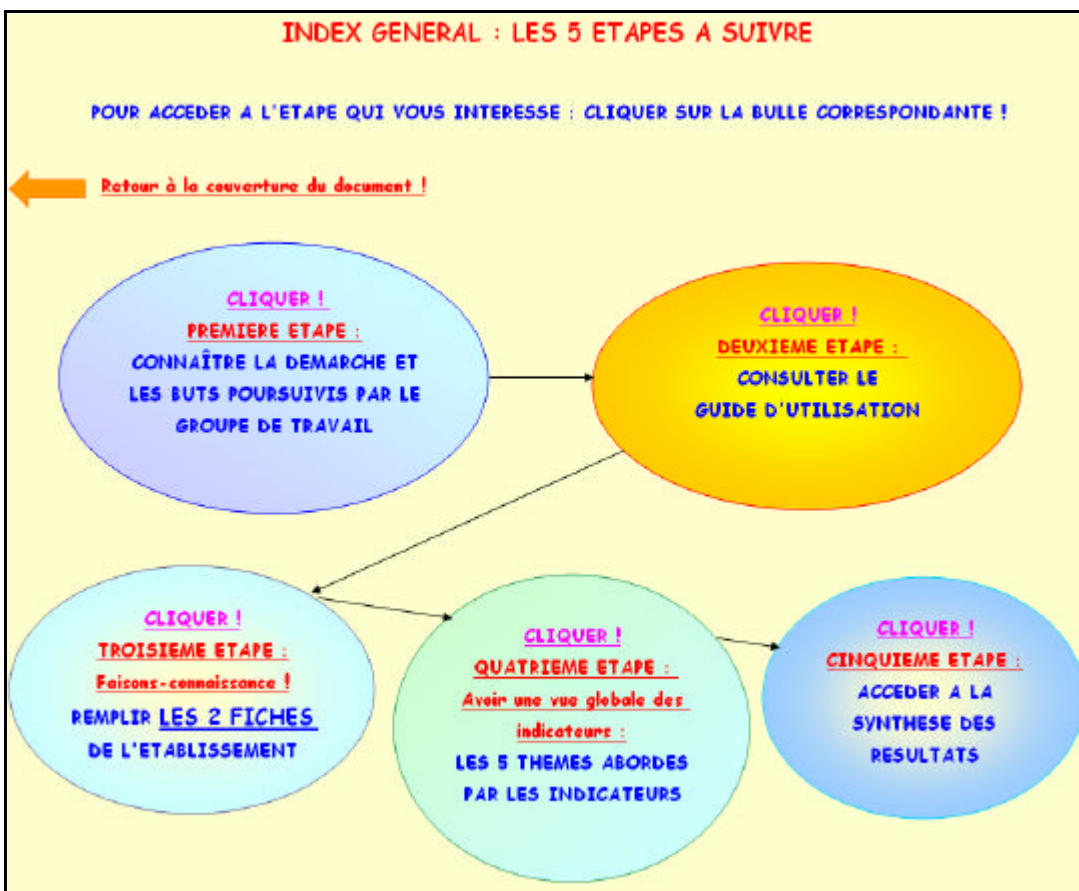 INDEX GENERAL : LES 5 ETAPES A SUIVRE
POUR ACCEDER A L'ETAPE QUI VOUS INTERESSE : CLIQUER SUR LA BULLE CORRESPONDANTE !
Retour à la couverture du document !
CLIQUER !
PREMIERE ETAPE :
CONNAÎTRE LA DEMARCHE ET
LES BUTS POURSUIVIS PAR LE
GROUPE DE TRAVAIL
CLIQUER !
DEUXIEME ETAPE :
CONSULTER LE
GUIDE D'UTILISATION
CLIQUER !
TROISIEME ETAPE :
Faisons-connaissance !
REMPLIR LES 2 FICHES
DE L'ETABLISSEMENT
CLIQUER !
QUATRIEME ETAPE :
Avoir une vue globale des
indicateurs :
LES 5 THEMES ABORDES
PAR LES INDICATEURS
CLIQUER !
CINQUIEME ETAPE :
ACCEDER A LA
SYNTHESE DES
RESULTATS